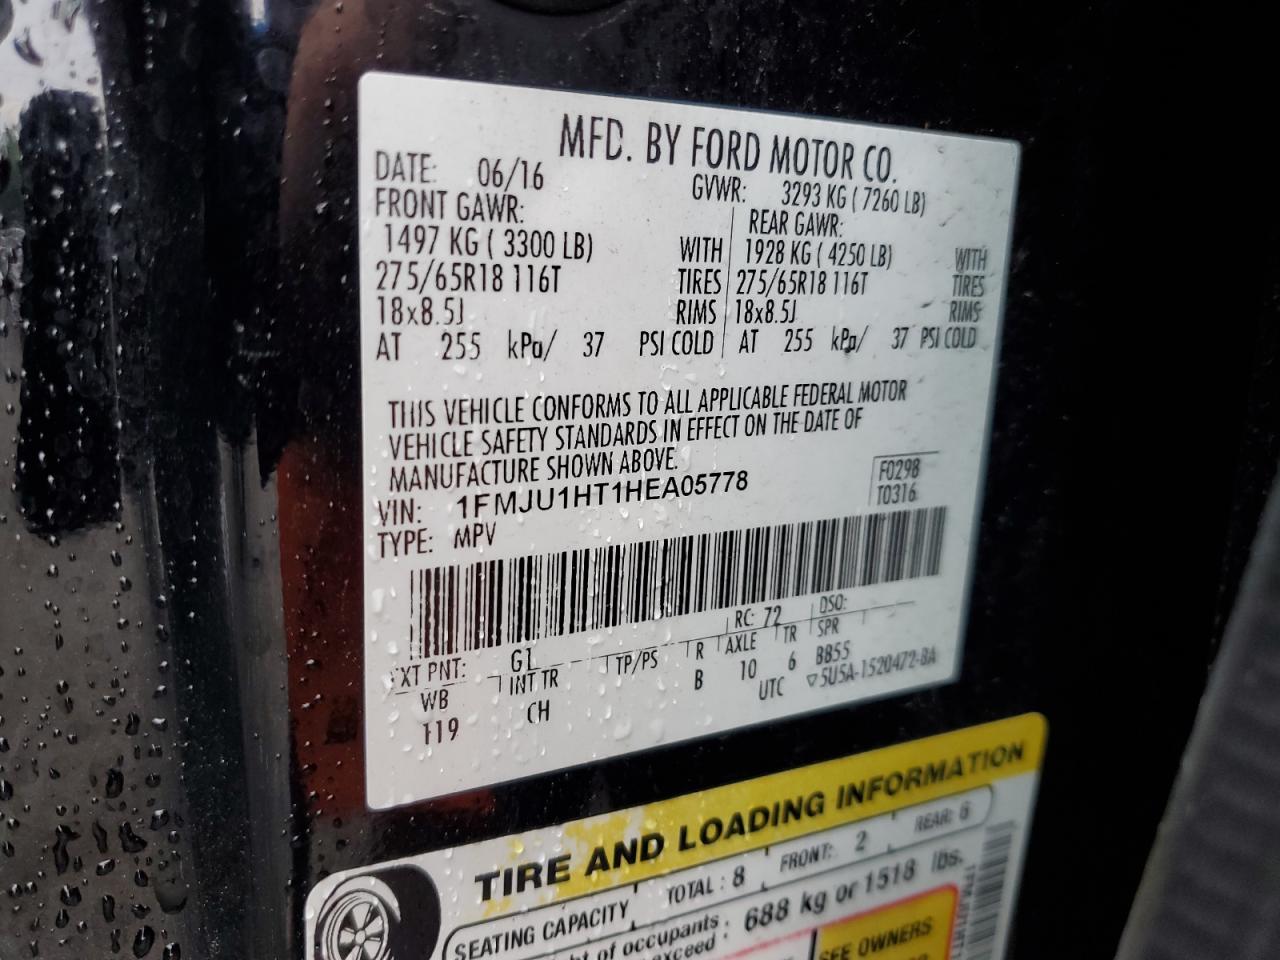 MFD. BY FORD MOTOR CO.
DATE: 06/16 GVWR: 3293 KG ( 7260 LB)
FRONT GAWR: REAR GAWR:
1497 KG ( 3300 LB) WITH 1928 KG ( 4250 LB) WITH
275/65R18 116T TIRES 275/65R18 116T TIRES
18x8.5J RIMS 18x8.5J RIMS
AT 255 kPa/ 37 PSI COLD AT 255 kPa/ 37 PSI COLD
THIS VEHICLE CONFORMS TO ALL APPLICABLE FEDERAL MOTOR
VEHICLE SAFETY STANDARDS IN EFFECT ON THE DATE OF
MANUFACTURE SHOWN ABOVE.
F0298
VIN: 1FMJU1HT1HEA05778
T0316
TYPE: MPV
RC: 72 DSO:
EXT PNT: G1
WB INT TR TP/PS R AXLE TR SPR
119 CH B 10 6 BB55
UTC ▽5U5A-1520472-BA
TIRE AND LOADING INFORMATION
SEATING CAPACITY TOTAL : 8 FRONT: 2 REAR: 6
of occupants
exceed : 688 kg or 1518 lbs.
SEE OWNERS